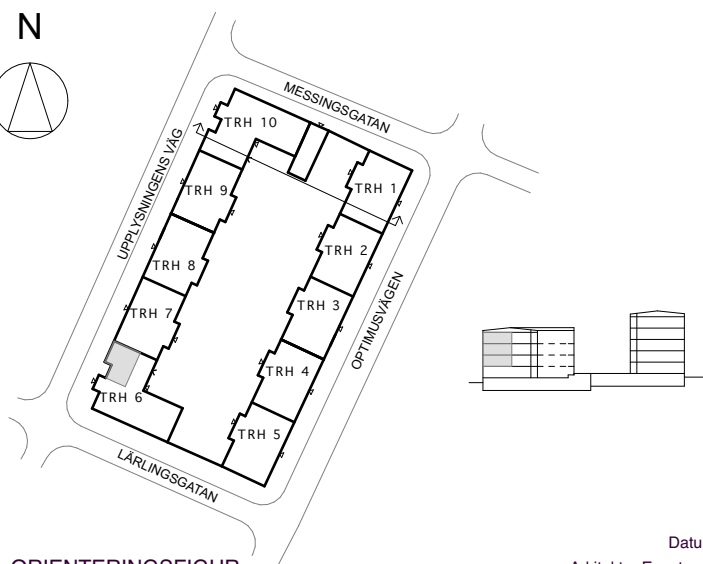 N
MESSINGSGATAN
TRH 10
UPPLYSNINGENS VÄG
TRH 1
TRH 9
TRH 2
TRH 8
TRH 3
OPTIMUSVÄGEN
TRH 7
TRH 4
TRH 6
TRH 5
LÄRLINGSGATAN
Datu